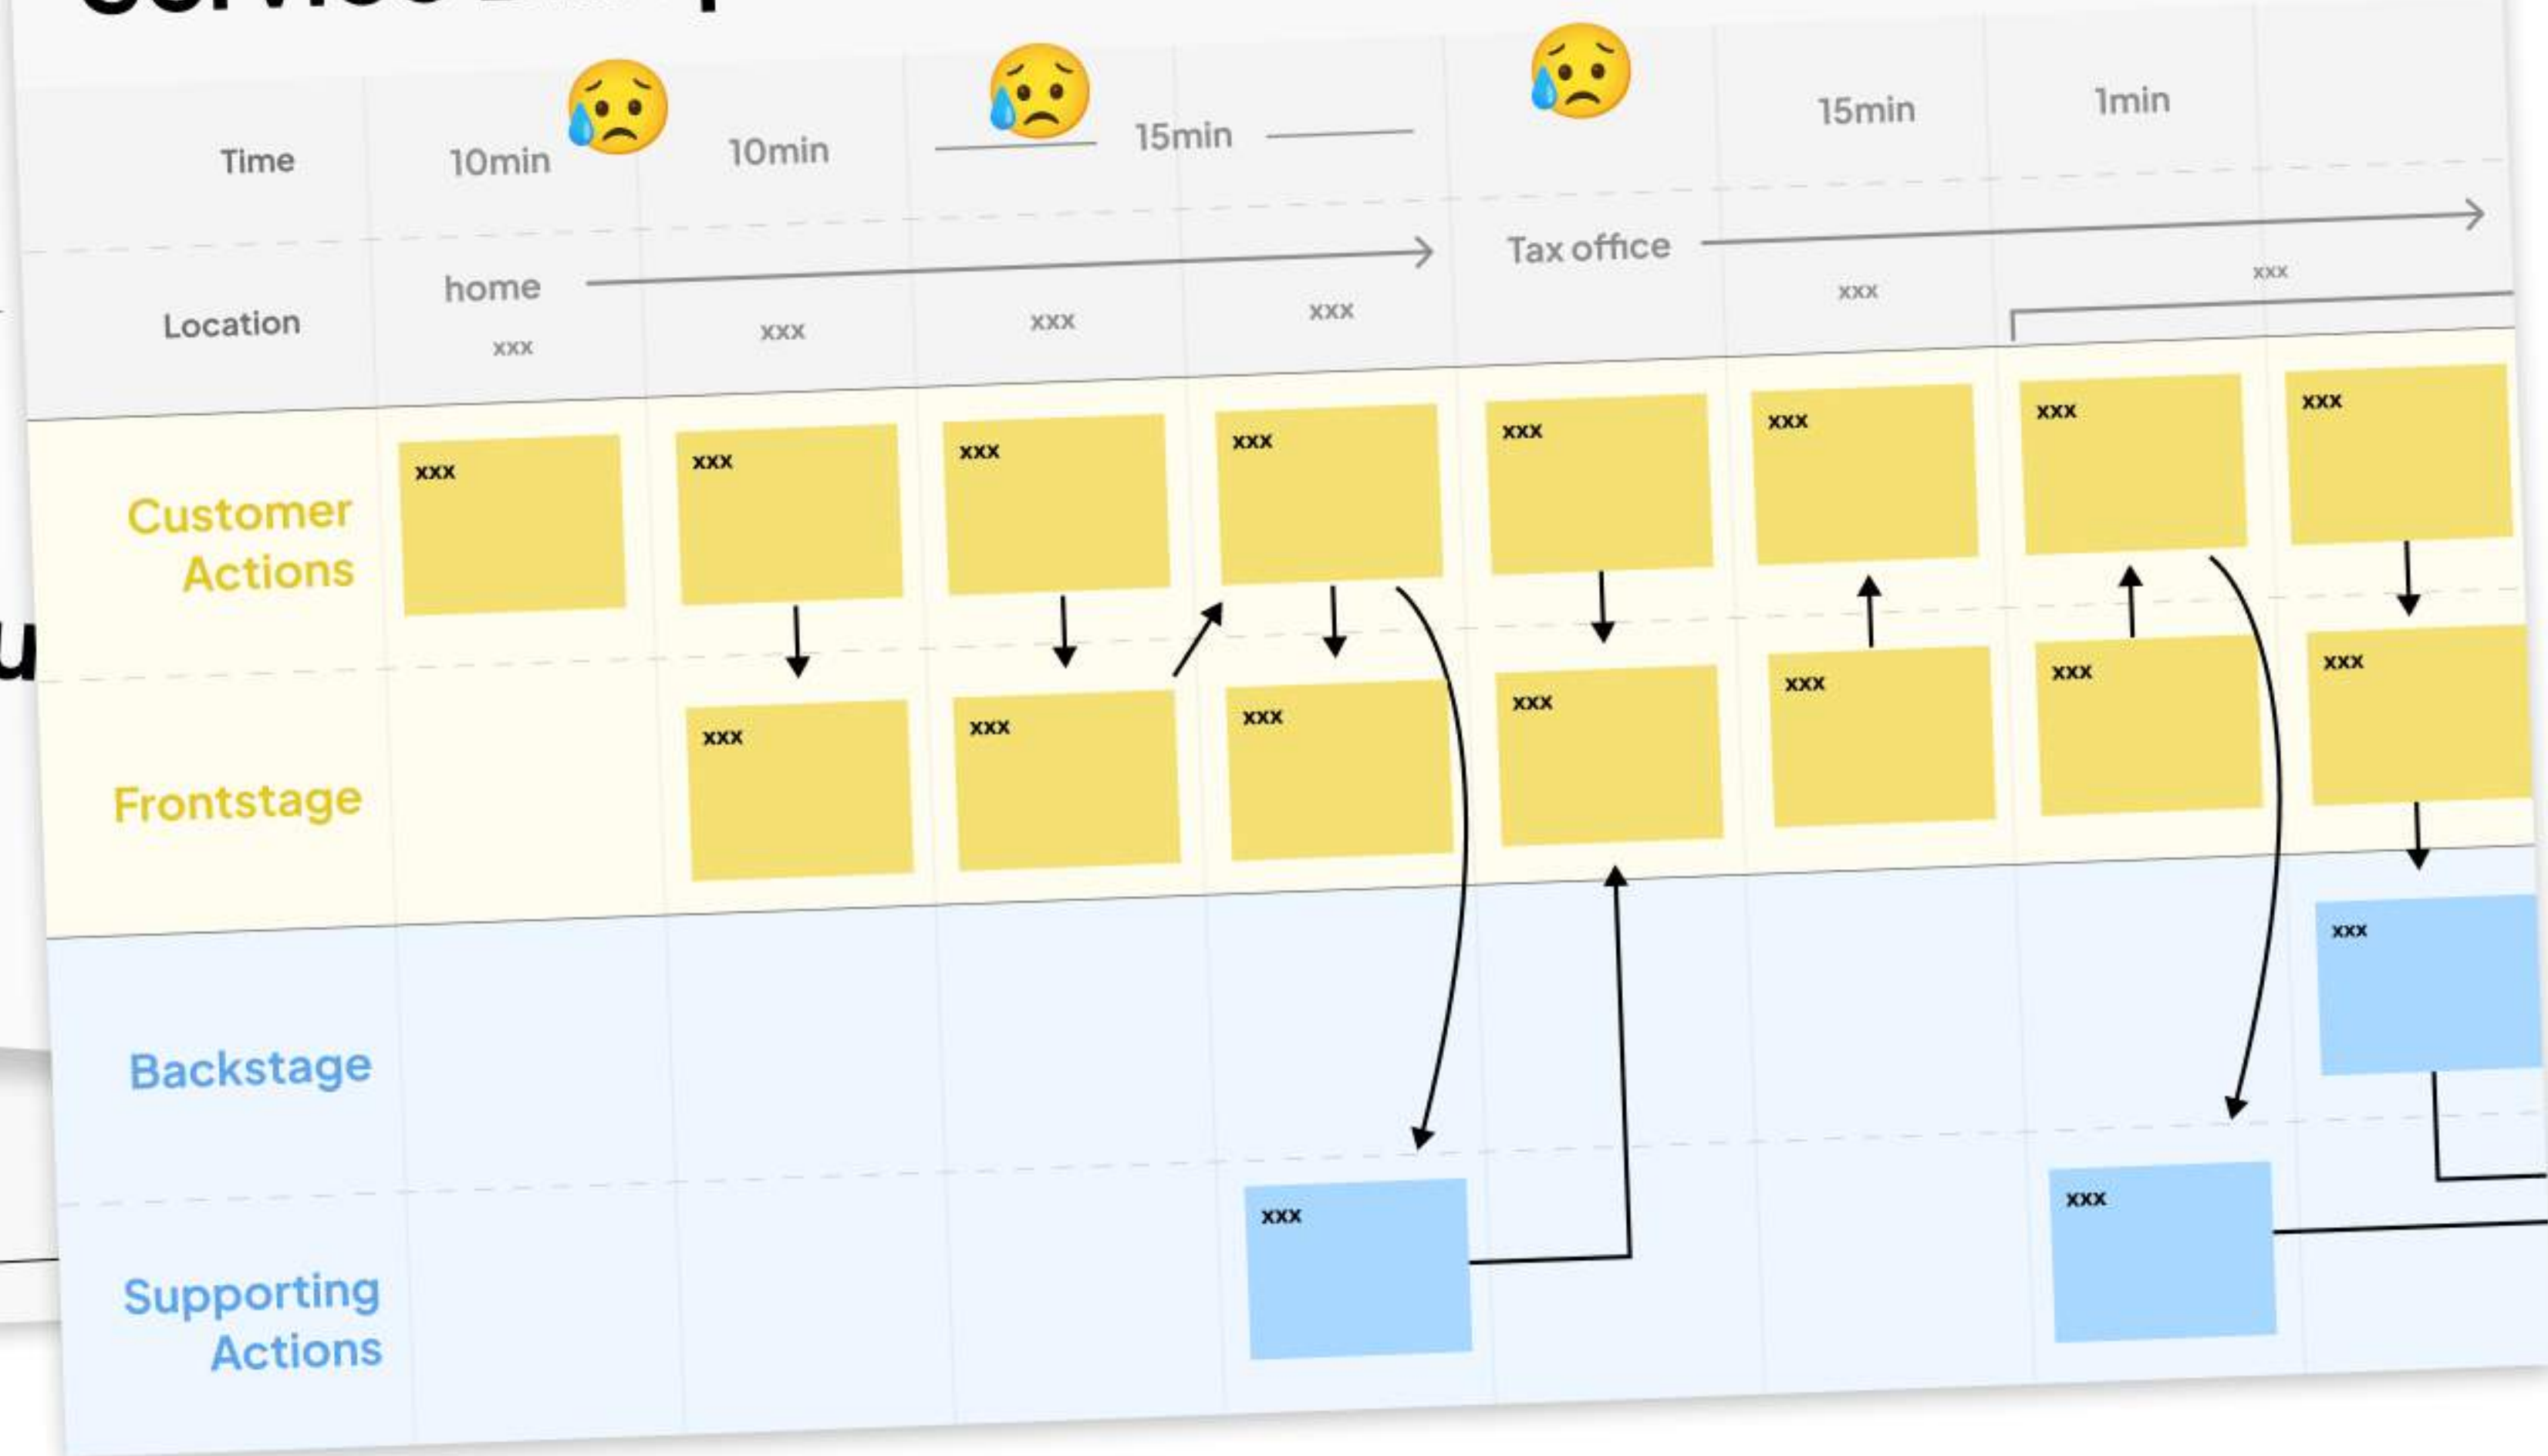 Service
Time
10min
10min
15min
15min
1min
home
Tax office
Location
xxx
xxx
xxx
xxx
xxx
xxx
Customer
Actions
xxx
xxx
xxx
xxx
xxx
xxx
xxx
xxx
Frontstage
xxx
xxx
xxx
xxx
xxx
xxx
xxx
Backstage
xxx
Supporting
Actions
xxx
xxx